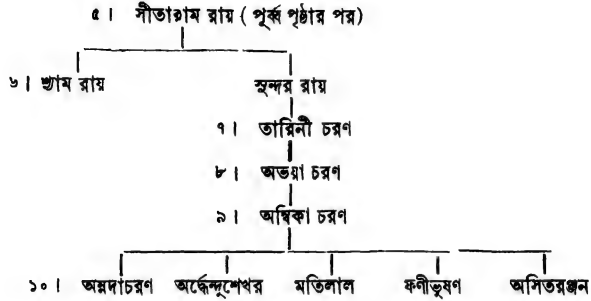 ৫। সীতারাম রায় ( পূর্ব্ব পৃষ্ঠার পর )
৬। শ্যাম রায় সুন্দর রায়
৭। তারিনী চরণ
৮। অভয়া চরণ
৯। অম্বিকা চরণ
১০। অন্নদাচরণ অর্দ্ধেন্দুশেখর মতিলাল ফনীভূষণ অসিতরঞ্জন